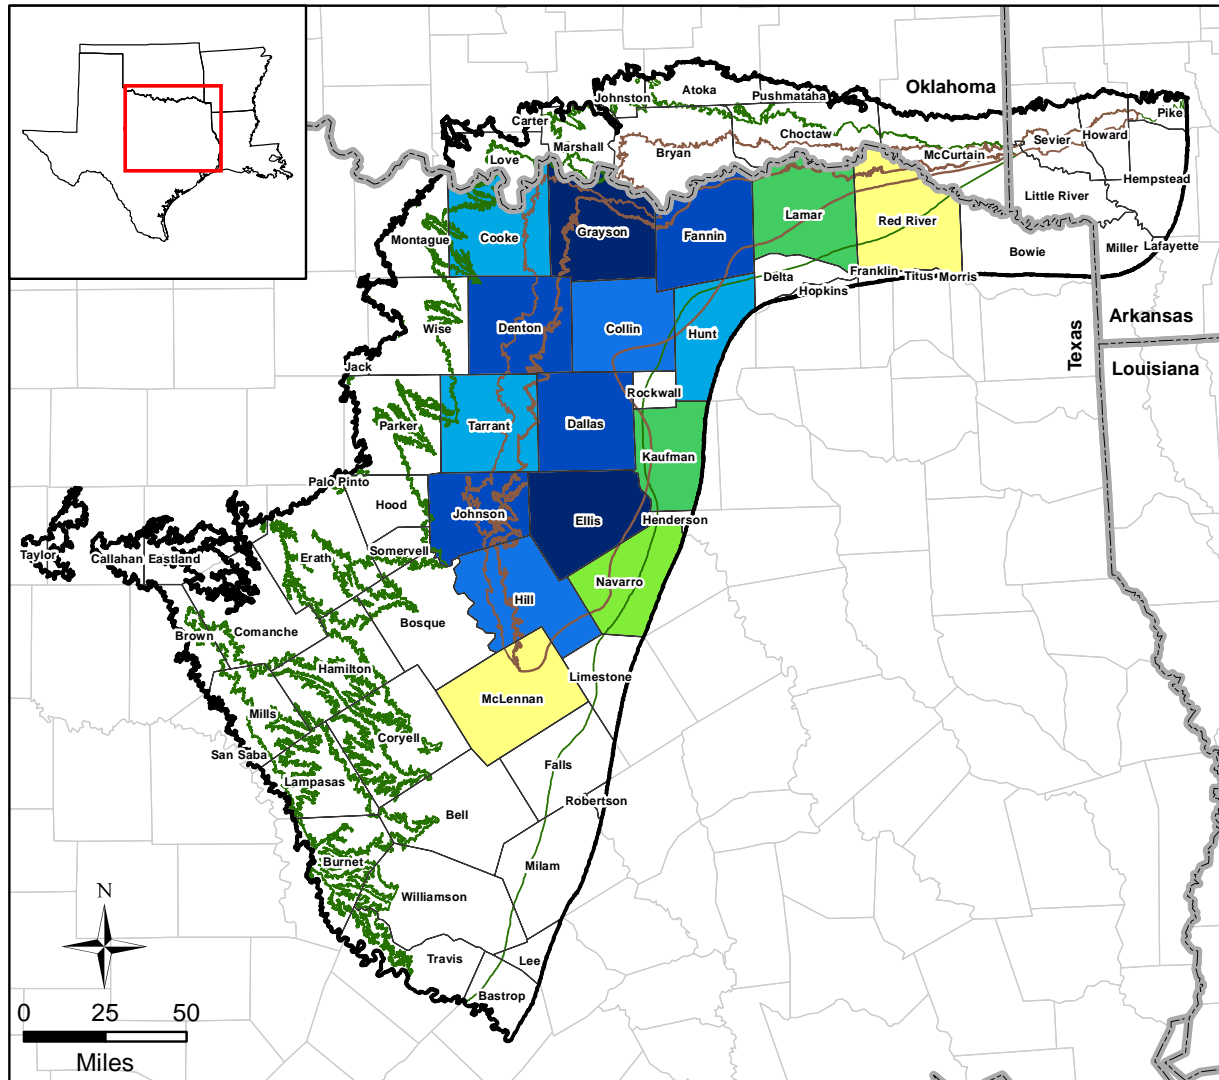 Oklahoma
Johnston
Atoka
Pushmataha
Pike
Carter
Choctaw
Sevier
Howard
Marshall
Love
Bryan
McCurtain
Hempstead
Little River
Lamar
Red River
Montague
Cooke
Grayson
Fannin
Bowie
Miller
Lafayette
Delta
Franklin
Titus
Morris
Hopkins
Wise
Denton
Collin
Hunt
Texas
Arkansas
Louisiana
Jack
Rockwall
Parker
Tarrant
Dallas
Kaufman
Palo Pinto
Hood
Johnson
Ellis
Henderson
Taylor
Callahan
Eastland
Erath
Somervell
Navarro
Hill
Brown
Comanche
Bosque
Hamilton
Limestone
McLennan
Mills
Coryell
San Saba
Lampasas
Falls
Robertson
Bell
Burnet
Milam
Williamson
N
Travis
Lee
Bastrop
0 25 50
Miles